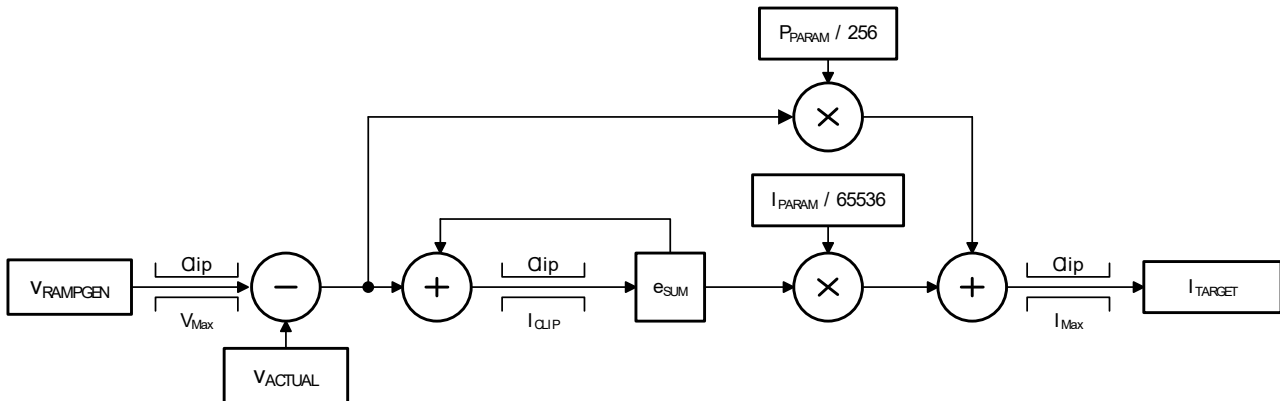 PPARAM / 256
×
IPARAM / 65536
Clip
Clip
Clip
VRAMPGEN
−
+
eSUM
×
+
ITARGET
VMax
ICLIP
IMax
VACTUAL